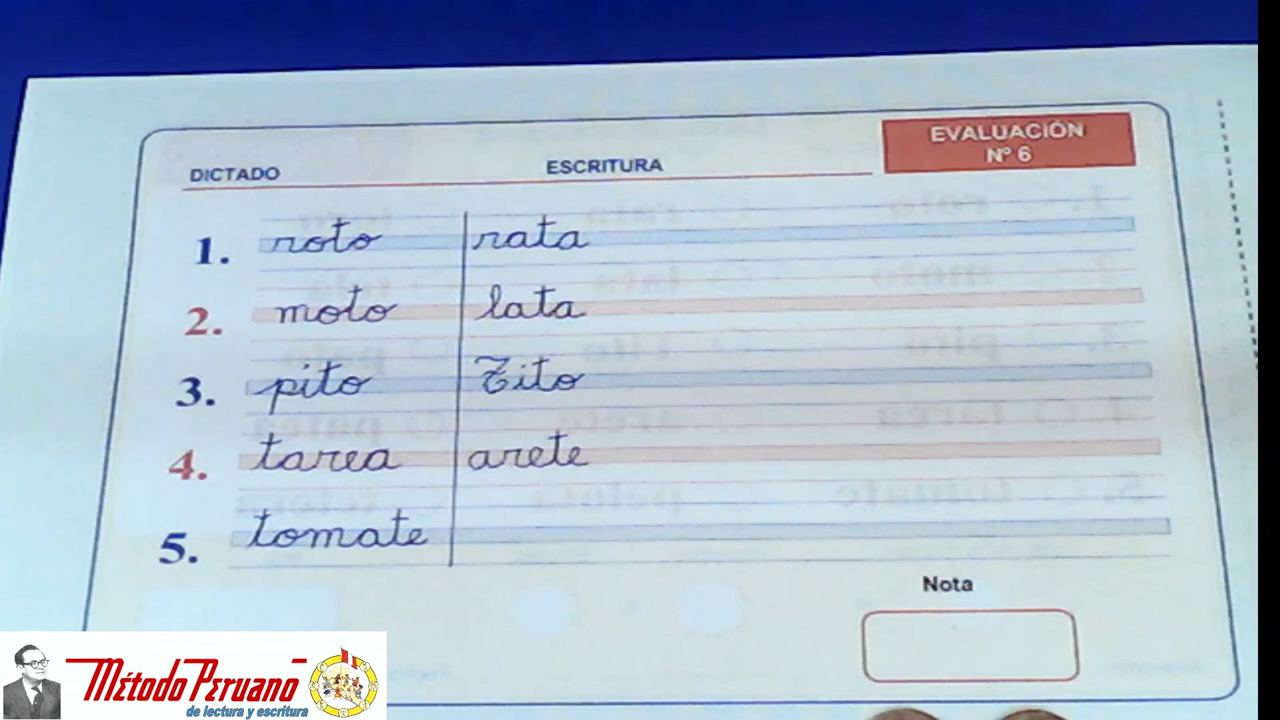 DICTADO ESCRITURA EVALUACIÓN
Nº 6
1. roto rata
2. moto lata
3. pito Tito
4. tarea arete
5. tomate
Nota
Método Peruano
de lectura y escritura